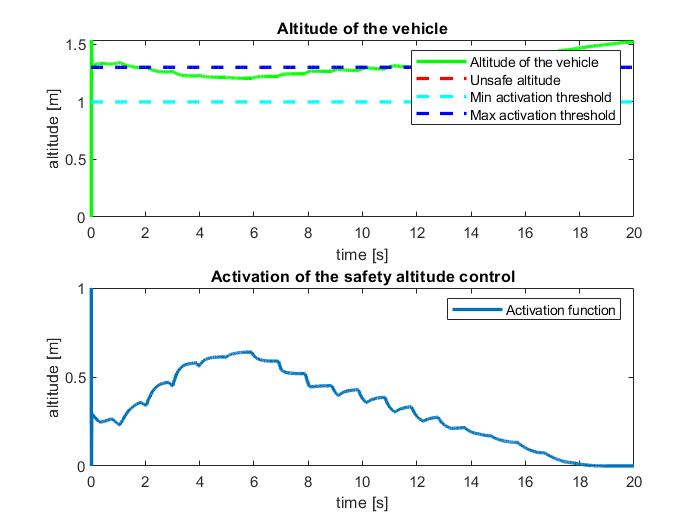 Altitude of the vehicle
1.5
1
0.5
0
altitude [m]
0 2 4 6 8 10 12 14 16 18 20
time [s]
Altitude of the vehicle
Unsafe altitude
Min activation threshold
Max activation threshold
Activation of the safety altitude control
1
0.5
0
altitude [m]
0 2 4 6 8 10 12 14 16 18 20
time [s]
Activation function